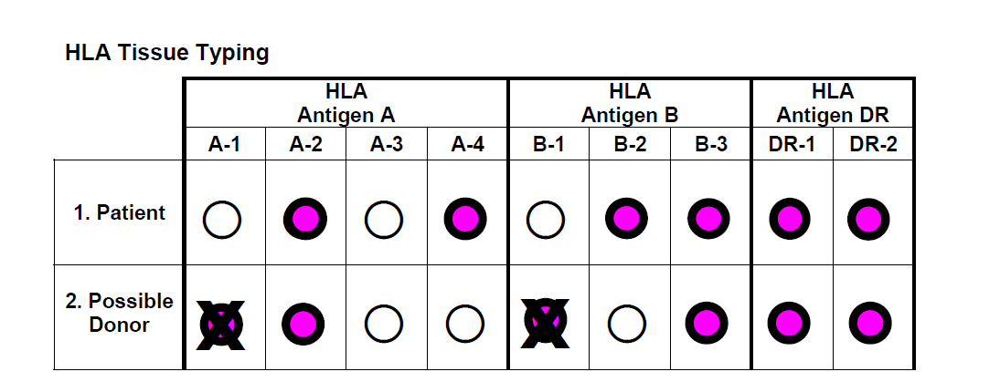 HLA Tissue Typing
HLA
Antigen A
HLA
Antigen B
HLA
Antigen DR
A-1 A-2 A-3 A-4 B-1 B-2 B-3 DR-1 DR-2
1. Patient
2. Possible
Donor
X X